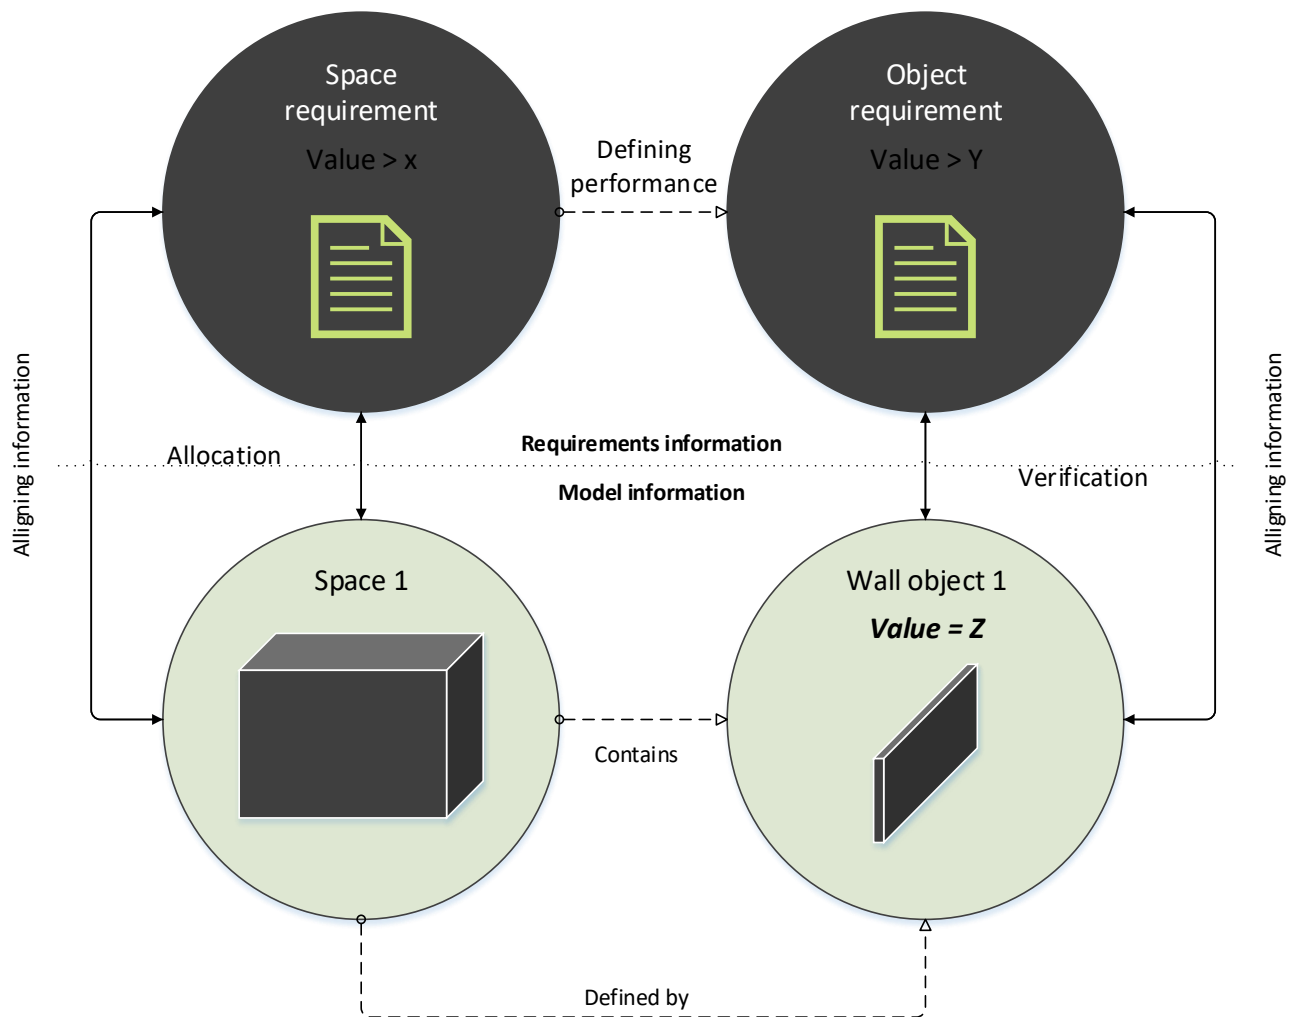 Space
requirement
Value > x
Object
requirement
Value > Y
Defining
performance
Alligning information
Alligning information
Allocation
Requirements information
Model information
Verification
Space 1
Wall object 1
Value = Z
Contains
Defined by